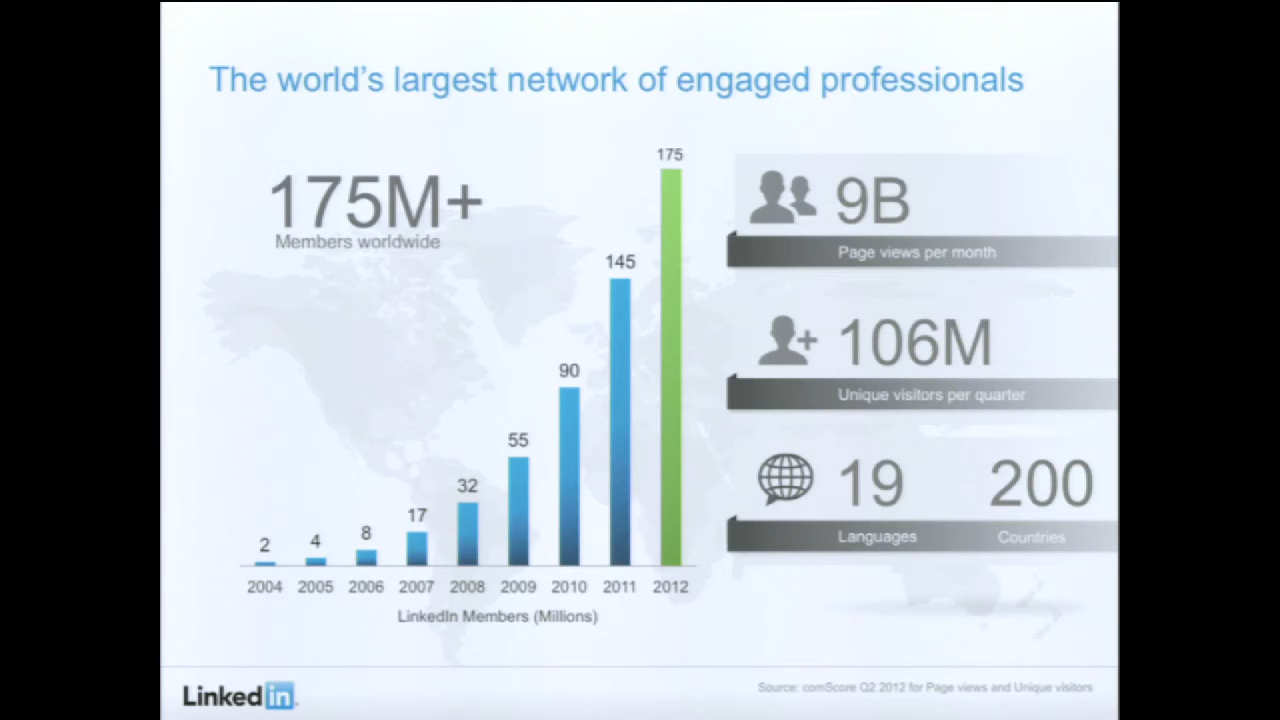 The world's largest network of engaged professionals
175M+
Members worldwide
2
4
8
17
32
55
90
145
175
2004 2005 2006 2007 2008 2009 2010 2011 2012
LinkedIn Members (Millions)
9B
Page views per month
106M
Unique visitors per quarter
19 200
Languages Countries
Linked in
Source: comScore Q2 2012 for Page views and Unique visitors